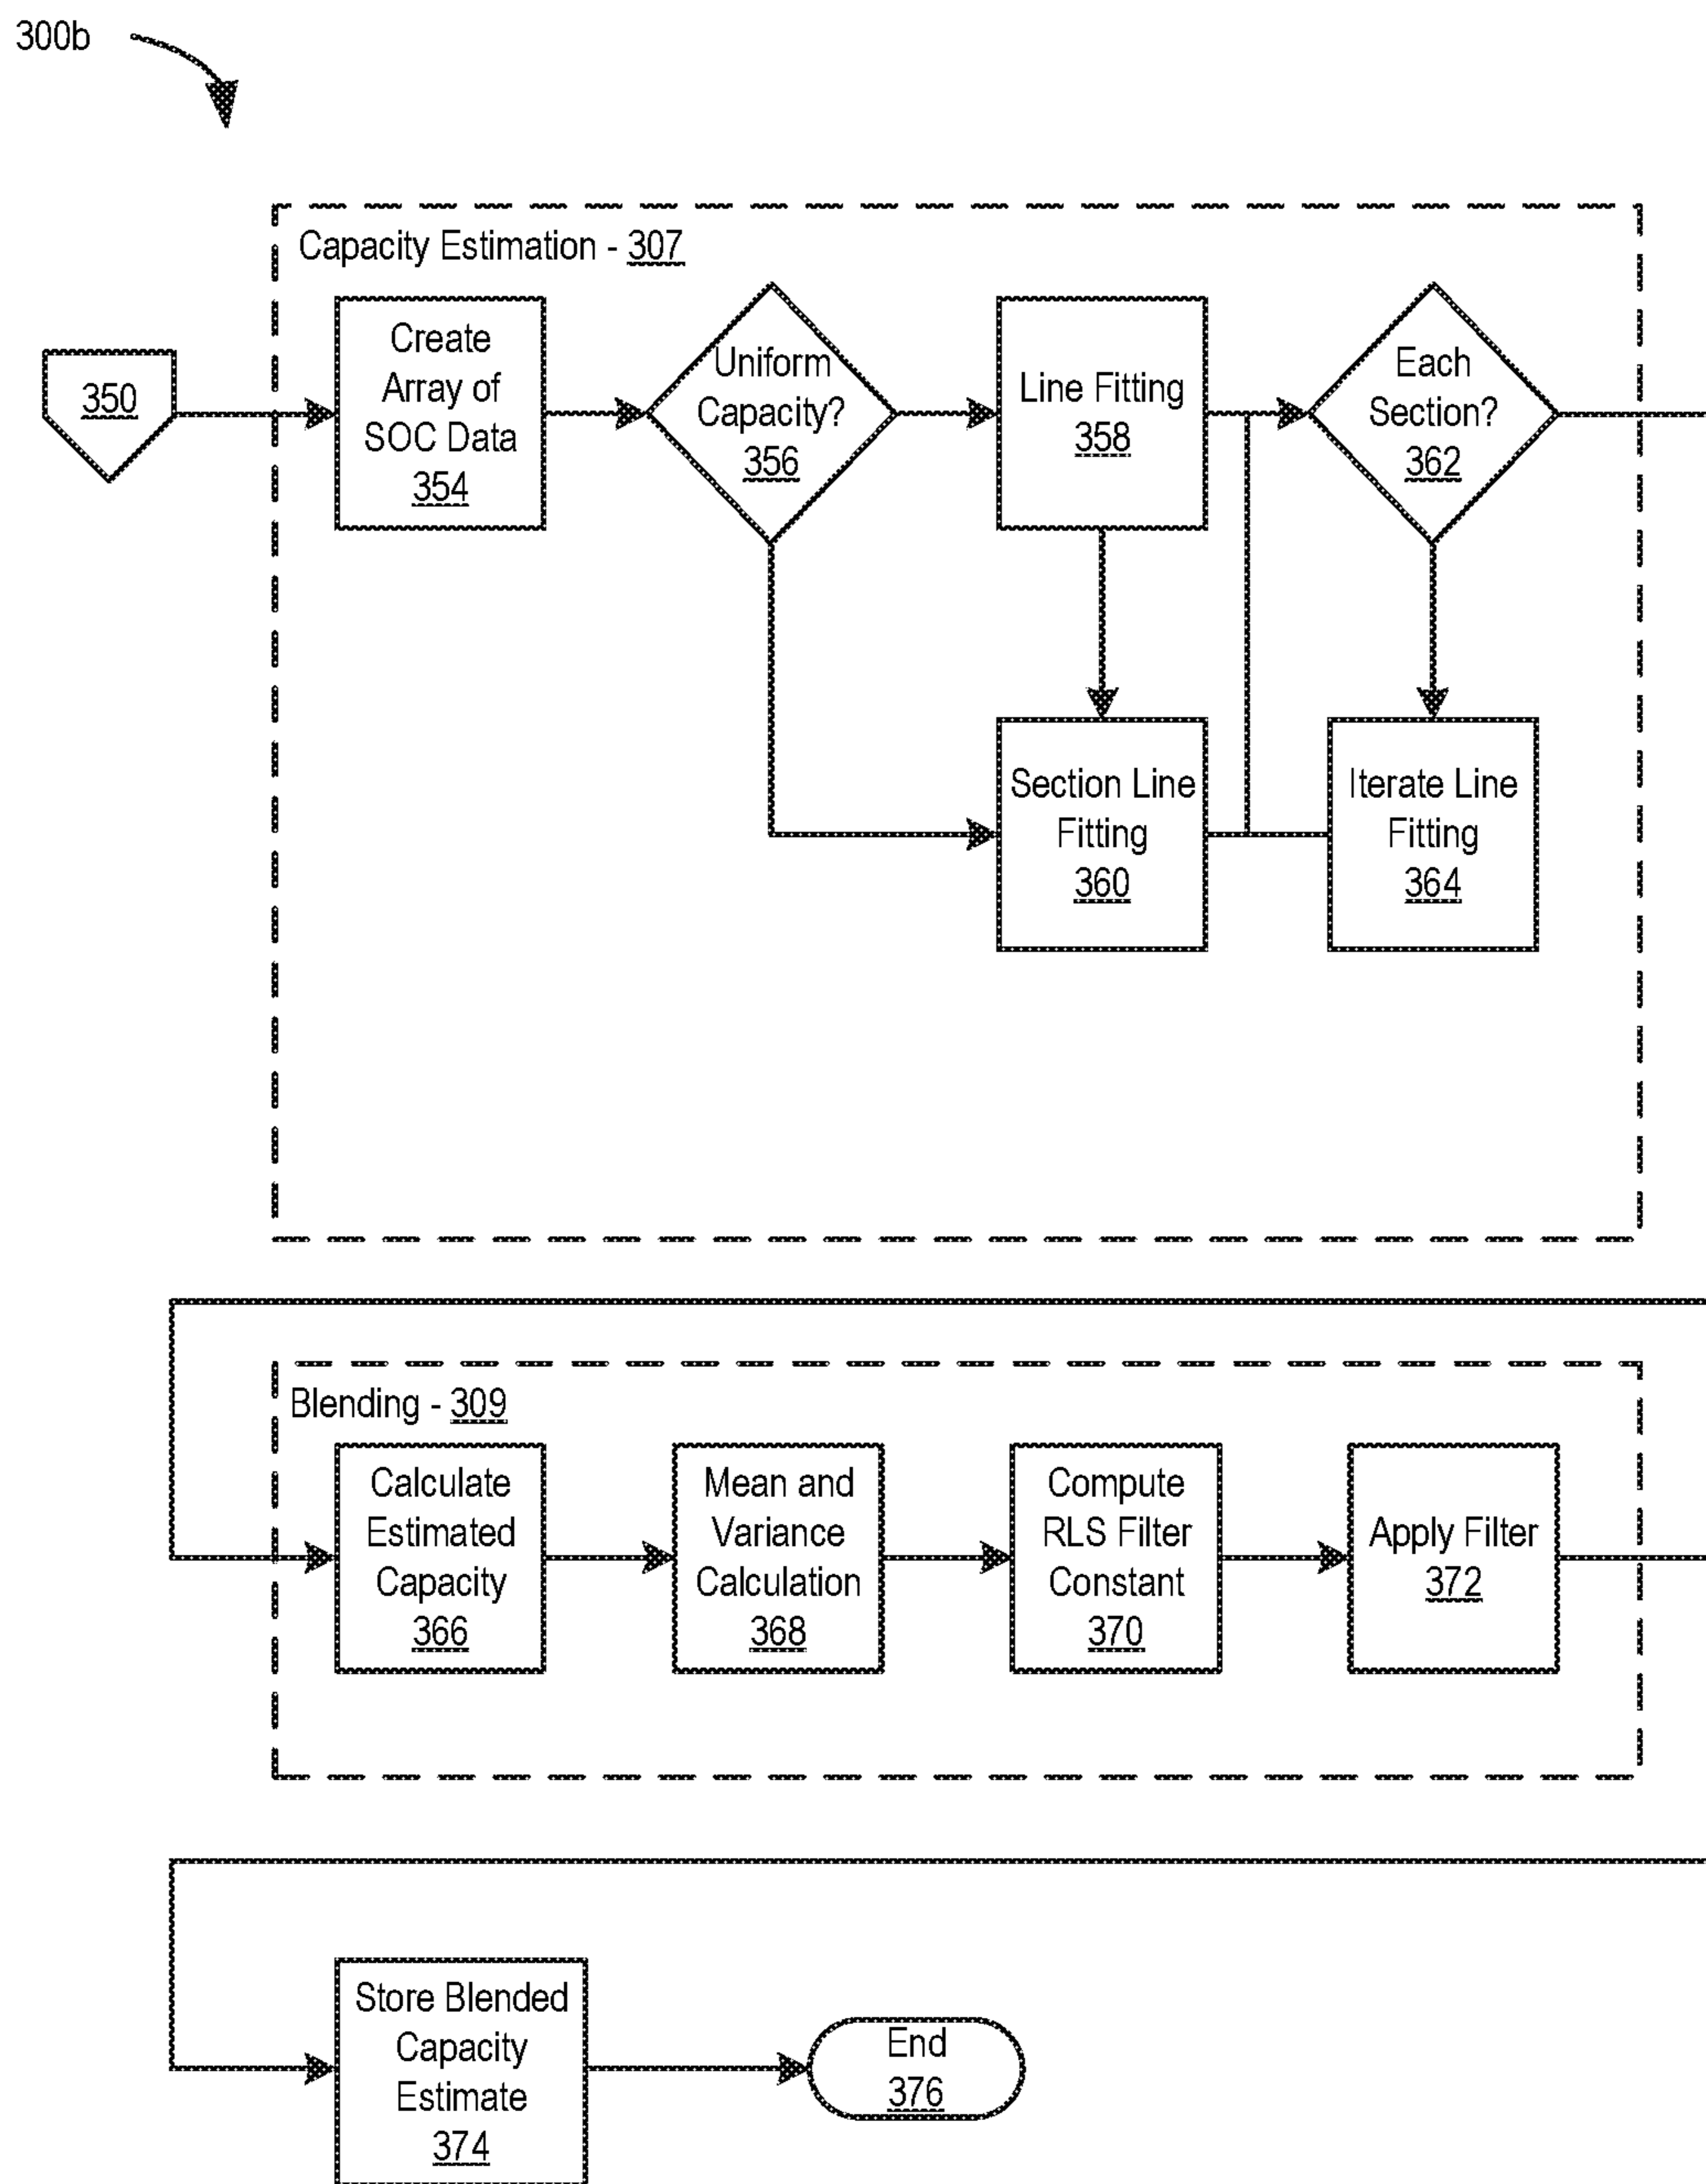 300b
Capacity Estimation - 307
350
Create
Array of
SOC Data
354
Uniform
Capacity?
356
Line Fitting
358
Each
Section?
362
Section Line
Fitting
360
Iterate Line
Fitting
364
Blending - 309
Calculate
Estimated
Capacity
366
Mean and
Variance
Calculation
368
Compute
RLS Filter
Constant
370
Apply Filter
372
Store Blended
Capacity
Estimate
374
End
376